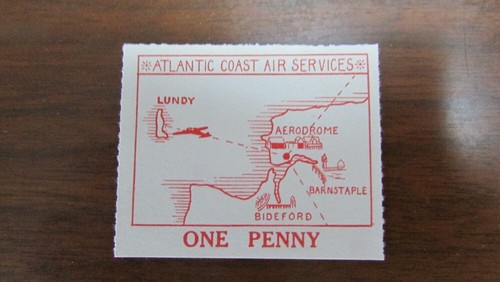 ATLANTIC COAST AIR SERVICES
LUNDY
AERODROME
BARNSTAPLE
BIDEFORD
ONE PENNY